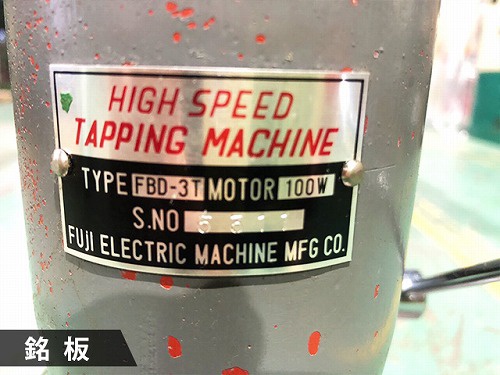 HIGH SPEED
TAPPING MACHINE
TYPE FBD-3T MOTOR 100W
S.NO
FUJI ELECTRIC MACHINE MFG CO.
銘板